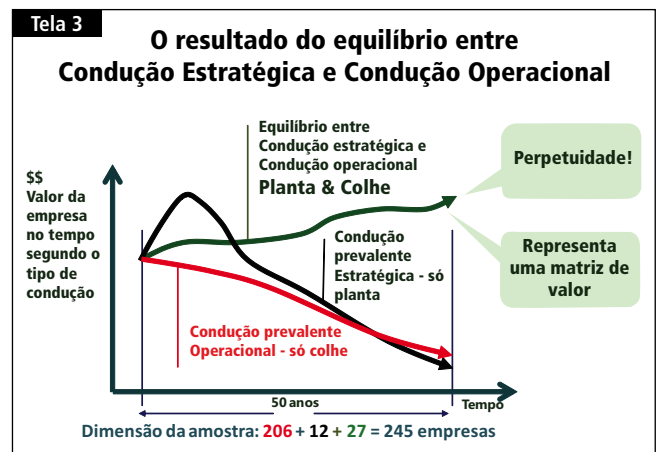 Tela 3
O resultado do equilíbrio entre
Condução Estratégica e Condução Operacional
Equilíbrio entre
Condução estratégica e
Condução operacional
Planta & Colhe
Perpetuidade!
$$
Valor da
empresa
no tempo
segundo o
tipo de
condução
Condução
prevalente
Estratégica - só
planta
Representa
uma matriz de
valor
Condução prevalente
Operacional - só colhe
50 anos
Tempo
Dimensão da amostra: 206 + 12 + 27 = 245 empresas